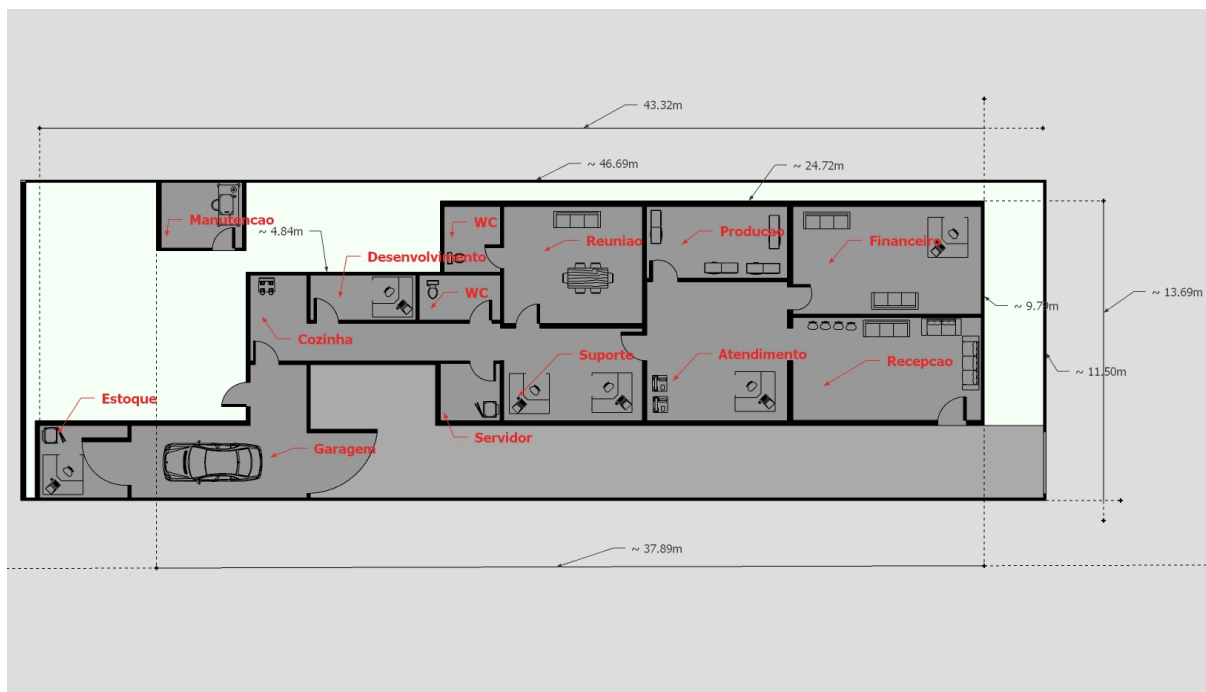 43.32m
~ 46.69m
~ 24.72m
Manutencao
~ 4.84m
WC
Reuniao
Producao
Financeiro
Desenvolvimento
WC
~ 9.79m
~ 13.69m
Cozinha
Suporte
Atendimento
Recepcao
~ 11.50m
Estoque
Servidor
Garagem
~ 37.89m